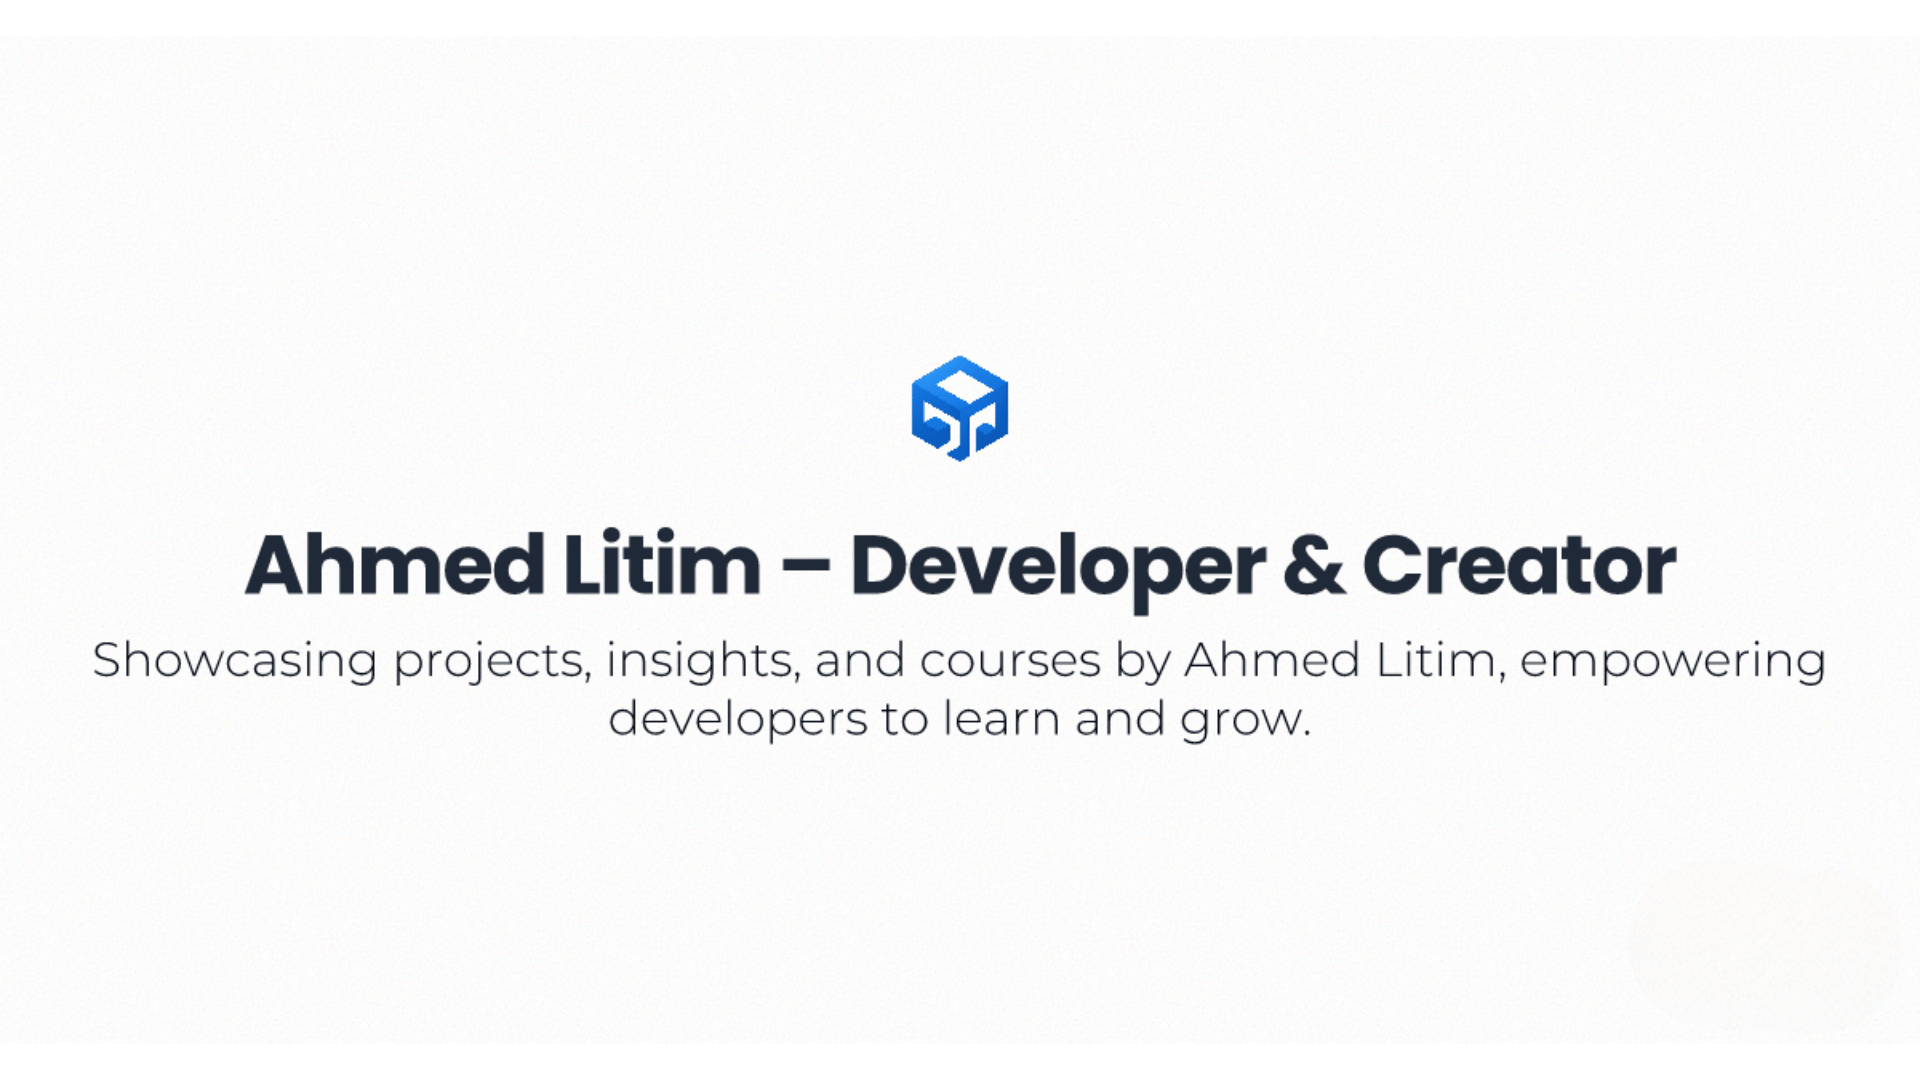 Ahmed Litim – Developer & Creator
Showcasing projects, insights, and courses by Ahmed Litim, empowering
developers to learn and grow.